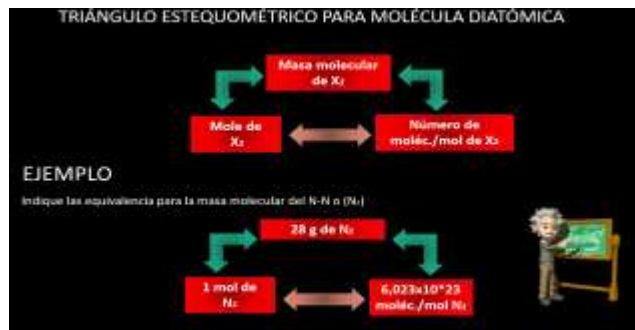 TRIÁNGULO ESTEQUOMÉTRICO PARA MOLÉCULA DIATÓMICA
Masa molecular
de X₂
Mole de
X₂
Número de
moléc./mol de X₂
EJEMPLO
Indique las equivalencia para la masa molecular del N-N o (N₂)
28 g de N₂
1 mol de
N₂
6,023x10*23
moléc./mol N₂